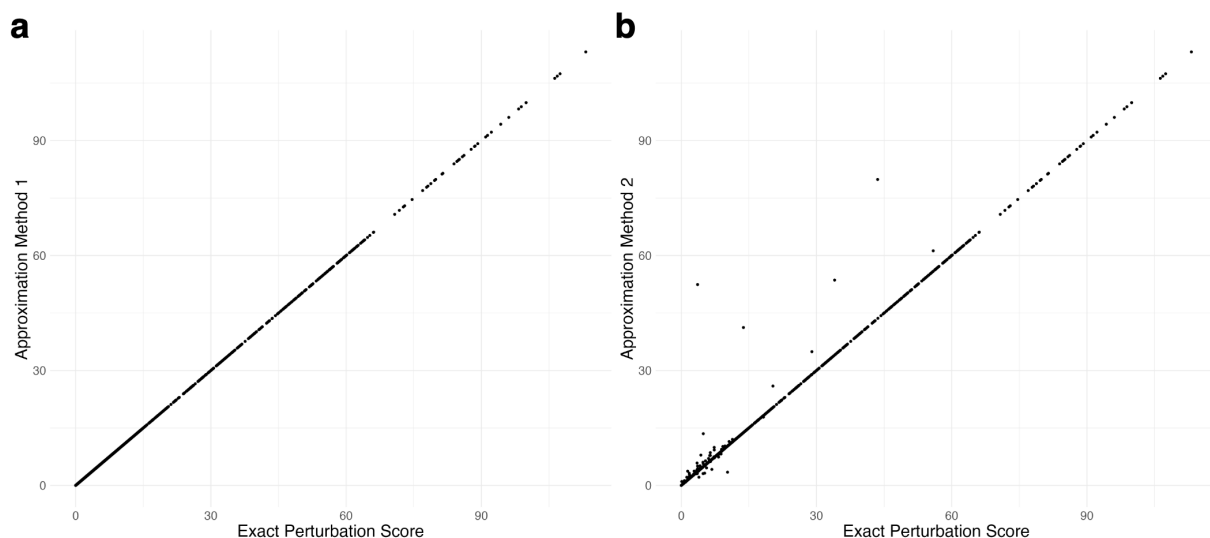 a
90
60
30
0
Approximation Method 1
0 30 60 90
Exact Perturbation Score
b
90
60
30
0
Approximation Method 2
0 30 60 90
Exact Perturbation Score